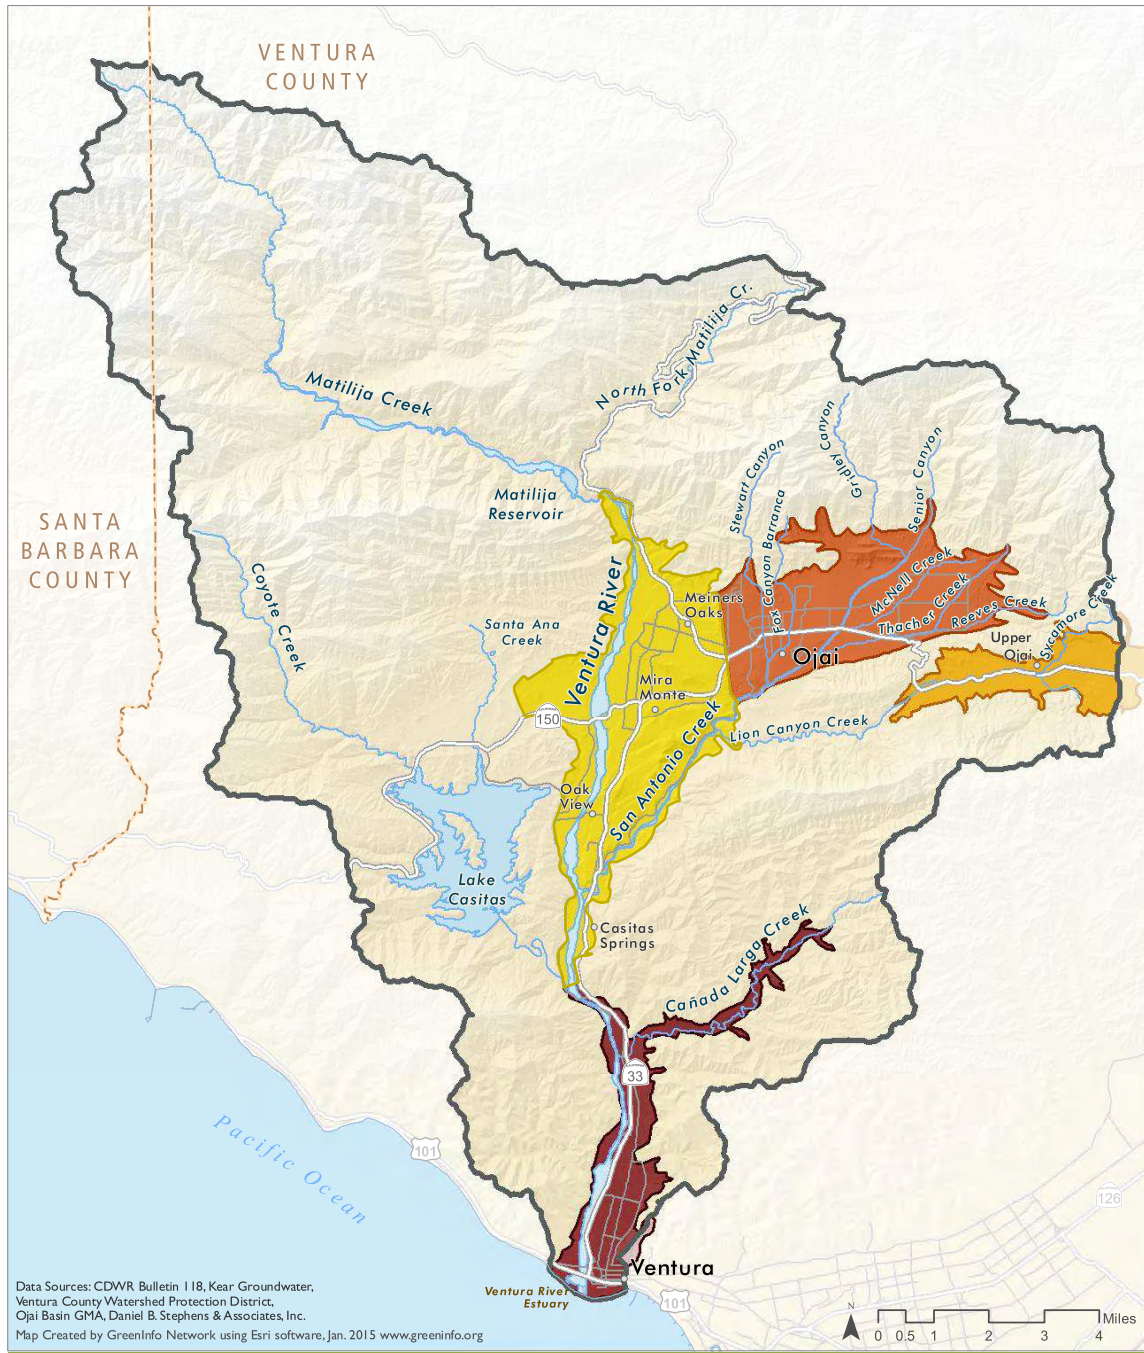 VENTURA
COUNTY
North Fork Matilija Cr.
Matilija Creek
Gridley Canyon
Stewart Canyon
Senior Canyon
Fox Canyon Barranca
Matilija
Reservoir
SANTA
BARBARA
COUNTY
Coyote Creek
Ventura River
Meiners
Oaks
McNell Creek
Thacher Creek
Reeves Creek
Sycamore Creek
Santa Ana
Creek
Upper
Ojai
Ojai
Mira
Monte
150
San Antonio Creek
Lion Canyon Creek
Oak
View
Lake
Casitas
Casitas
Springs
Cañada Larga Creek
33
Pacific Ocean
101
126
Ventura
Ventura River
Estuary
101
Data Sources: CDWR Bulletin 118, Kear Groundwater,
Ventura County Watershed Protection District,
Ojai Basin GMA, Daniel B. Stephens & Associates, Inc.
Map Created by GreenInfo Network using Esri software, Jan. 2015 www.greeninfo.org
N
Miles
0 0.5 1 2 3 4